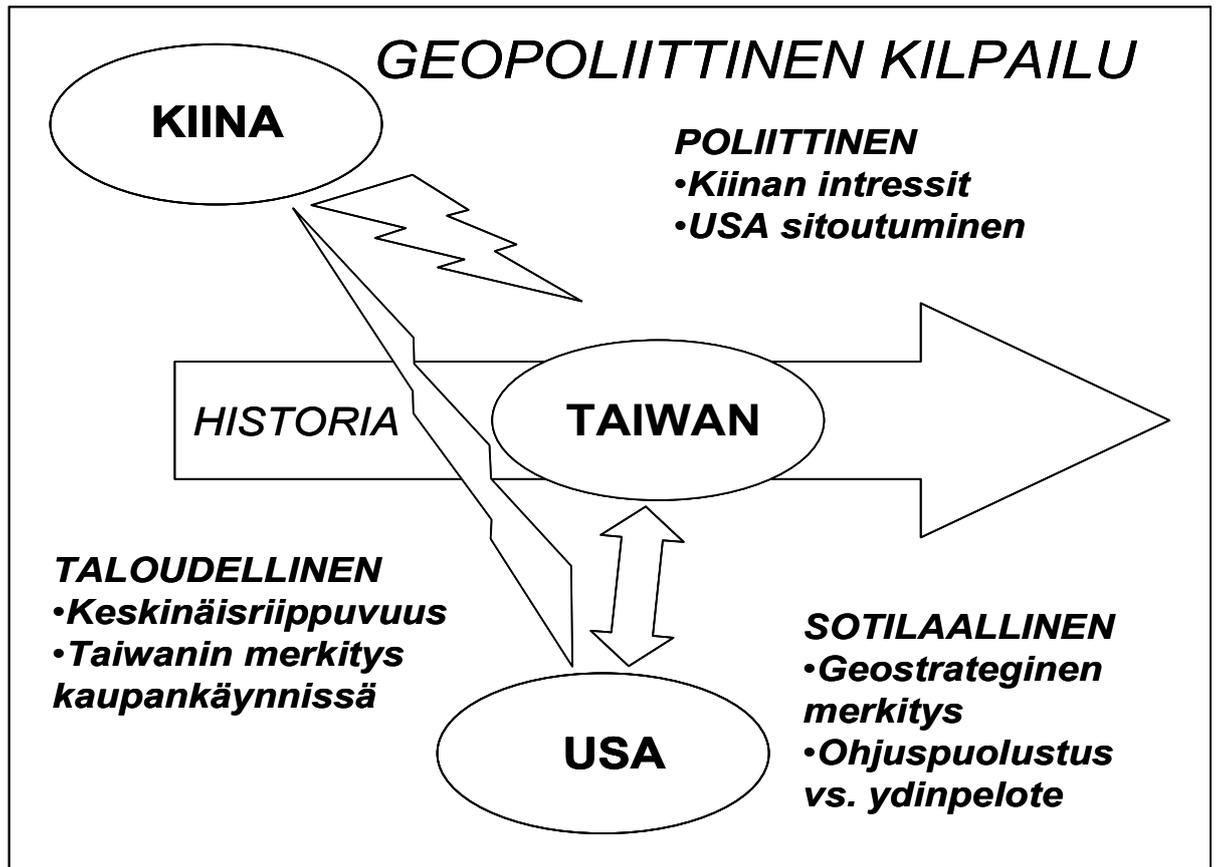 GEOPOLIITTINEN KILPAILU
KIINA
POLIITTINEN
•Kiinan intressit
•USA sitoutuminen
HISTORIA
TAIWAN
TALOUDELLINEN
•Keskinäisriippuvuus
•Taiwanin merkitys
kaupankäynnissä
SOTILAALLINEN
•Geostrateginen
merkitys
•Ohjuspuolustus
vs. ydinpelote
USA